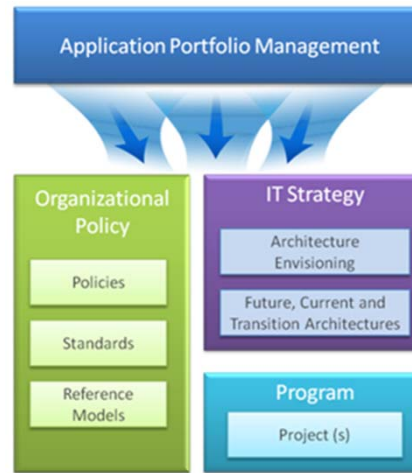 Application Portfolio Management
Organizational
Policy
Policies
Standards
Reference
Models
IT Strategy
Architecture
Envisioning
Future, Current and
Transition Architectures
Program
Project (s)